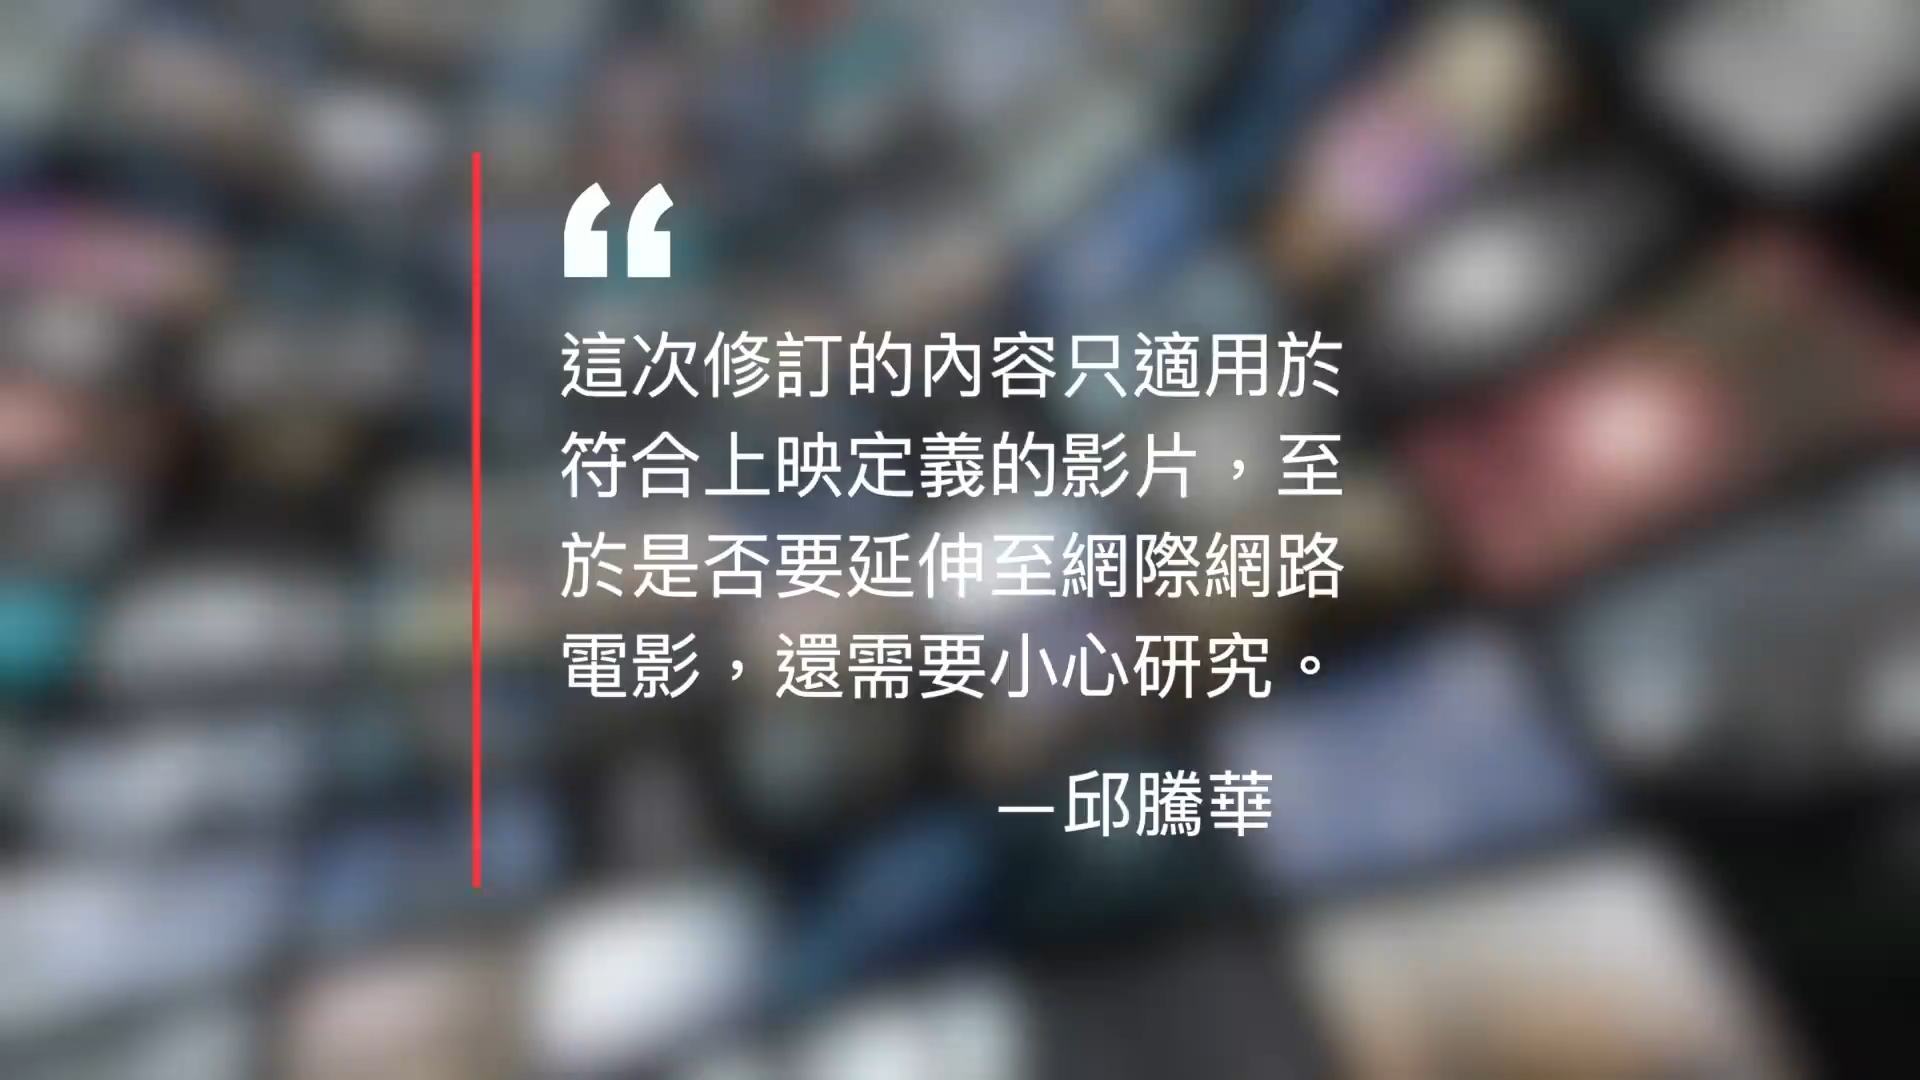 “
這次修訂的內容只適用於
符合上映定義的影片，至
於是否要延伸至網際網路
電影，還需要小心研究。
—邱騰華